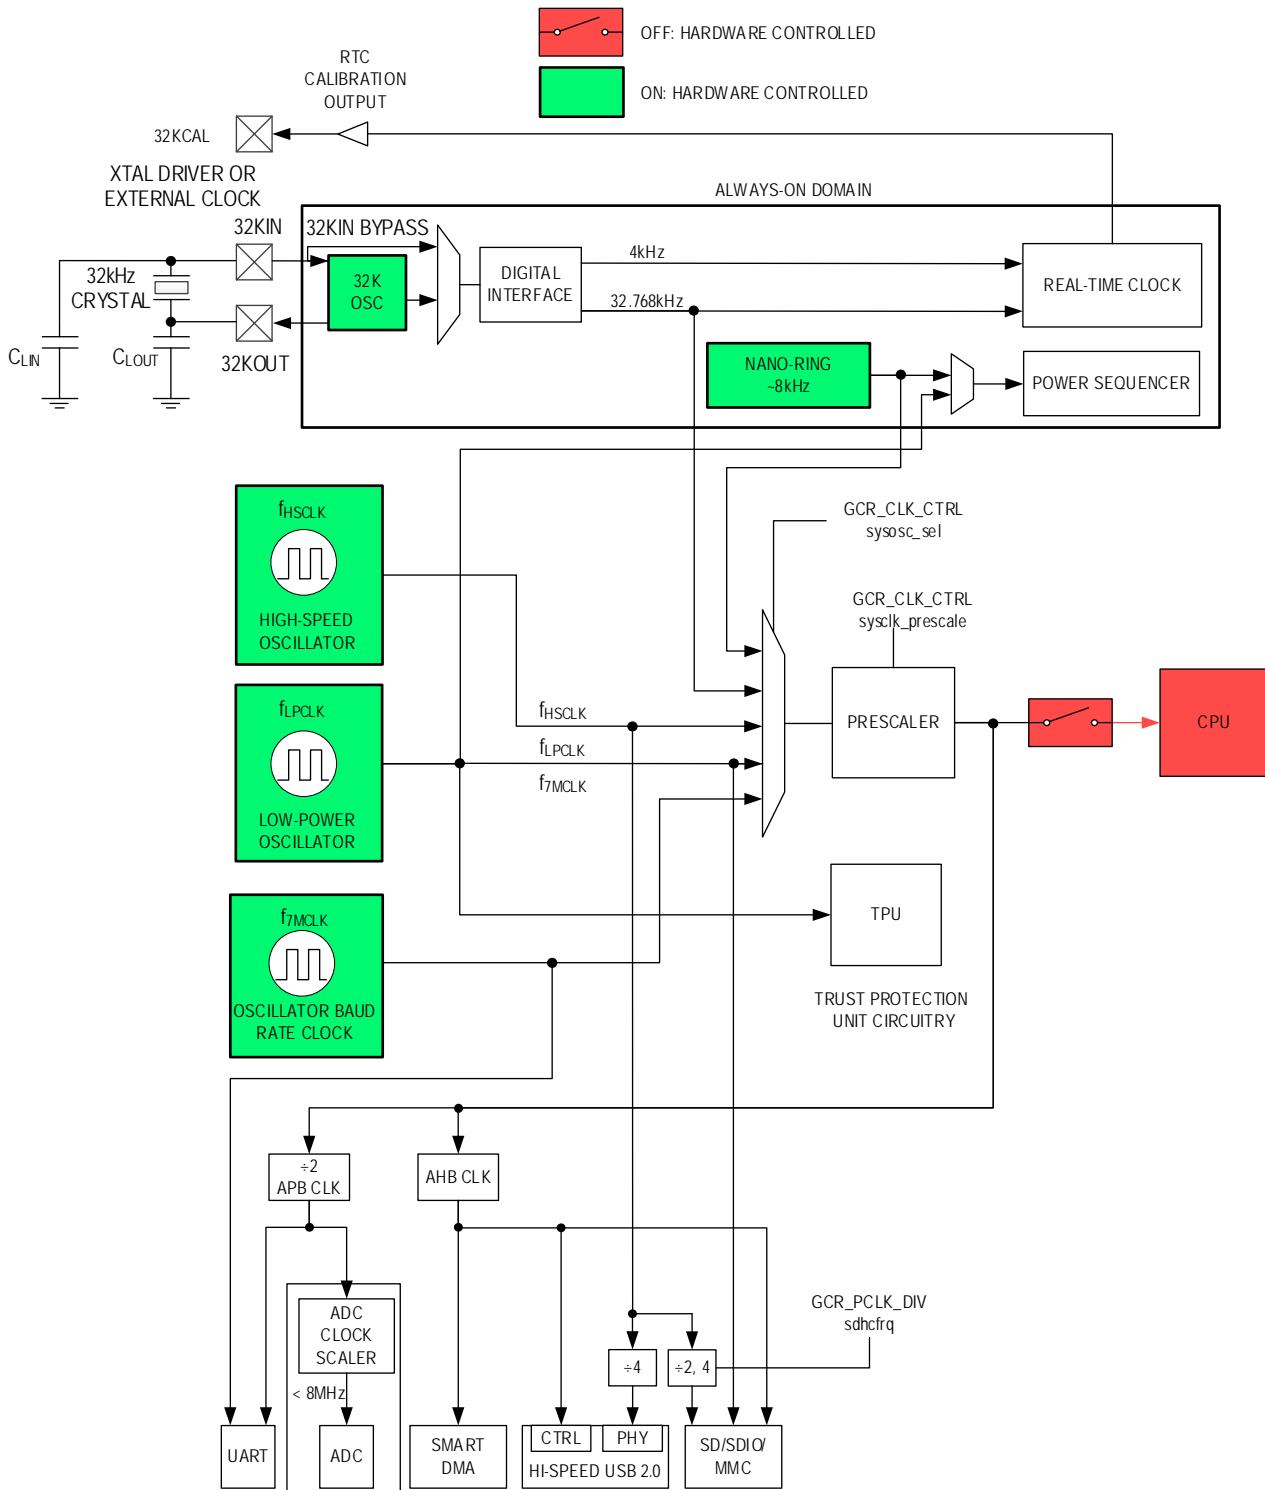 OFF: HARDWARE CONTROLLED
ON: HARDWARE CONTROLLED
RTC
CALIBRATION
OUTPUT
32KCAL
XTAL DRIVER OR
EXTERNAL CLOCK
ALWAYS-ON DOMAIN
32KIN
32KIN BYPASS
32kHz
CRYSTAL
32K
OSC
DIGITAL
INTERFACE
4kHz
32.768kHz
REAL-TIME CLOCK
CLIN
CLOUT
32KOUT
NANO-RING
~8kHz
POWER SEQUENCER
fHSCLK
HIGH-SPEED
OSCILLATOR
GCR_CLK_CTRL
sysosc_sel
GCR_CLK_CTRL
sysclk_prescale
fLPCLK
LOW-POWER
OSCILLATOR
fHSCLK
fLPCLK
f7MCLK
PRESCALER
CPU
f7MCLK
OSCILLATOR BAUD
RATE CLOCK
TPU
TRUST PROTECTION
UNIT CIRCUITRY
÷2
APB CLK
AHB CLK
ADC
CLOCK
SCALER
< 8MHz
GCR_PCLK_DIV
sdhcfrq
÷4
÷2, 4
UART
ADC
SMART
DMA
CTRL
PHY
HI-SPEED USB 2.0
SD/SDIO/
MMC